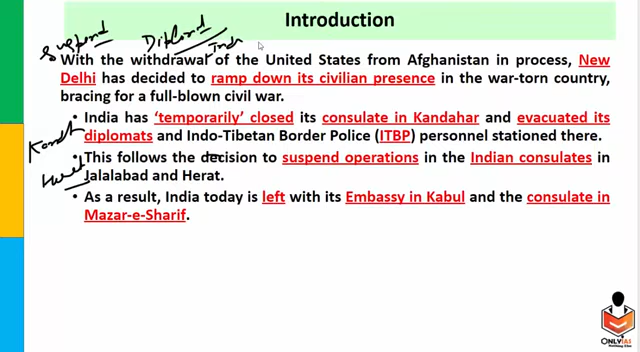 Introduction
Suspend
With the withdrawal of the United States from Afghanistan in process, New
Delhi has decided to ramp down its civilian presence in the war-torn country,
bracing for a full-blown civil war.
• India has ‘temporarily closed its consulate in Kandahar and evacuated its
diplomats and Indo-Tibetan Border Police (ITBP) personnel stationed there.
• This follows the decision to suspend operations in the Indian consulates in
Jalalabad and Herat.
• As a result, India today is left with its Embassy in Kabul and the consulate in
Mazar-e-Sharif.
ONLYIAS